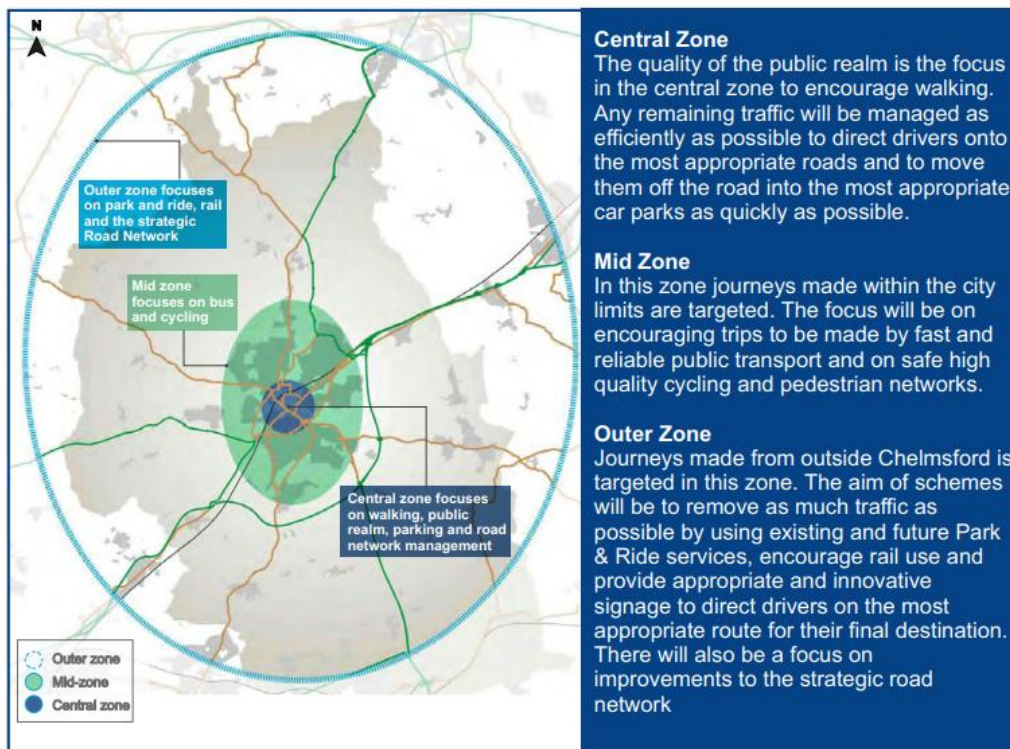 N
Outer zone focuses
on park and ride, rail
and the strategic
Road Network
Mid zone
focuses on bus
and cycling
Central zone focuses
on walking, public
realm, parking and road
network management
Outer zone
Mid-zone
Central zone
Central Zone
The quality of the public realm is the focus
in the central zone to encourage walking.
Any remaining traffic will be managed as
efficiently as possible to direct drivers onto
the most appropriate roads and to move
them off the road into the most appropriate
car parks as quickly as possible.
Mid Zone
In this zone journeys made within the city
limits are targeted. The focus will be on
encouraging trips to be made by fast and
reliable public transport and on safe high
quality cycling and pedestrian networks.
Outer Zone
Journeys made from outside Chelmsford is
targeted in this zone. The aim of schemes
will be to remove as much traffic as
possible by using existing and future Park
& Ride services, encourage rail use and
provide appropriate and innovative
signage to direct drivers on the most
appropriate route for their final destination.
There will also be a focus on
improvements to the strategic road
network